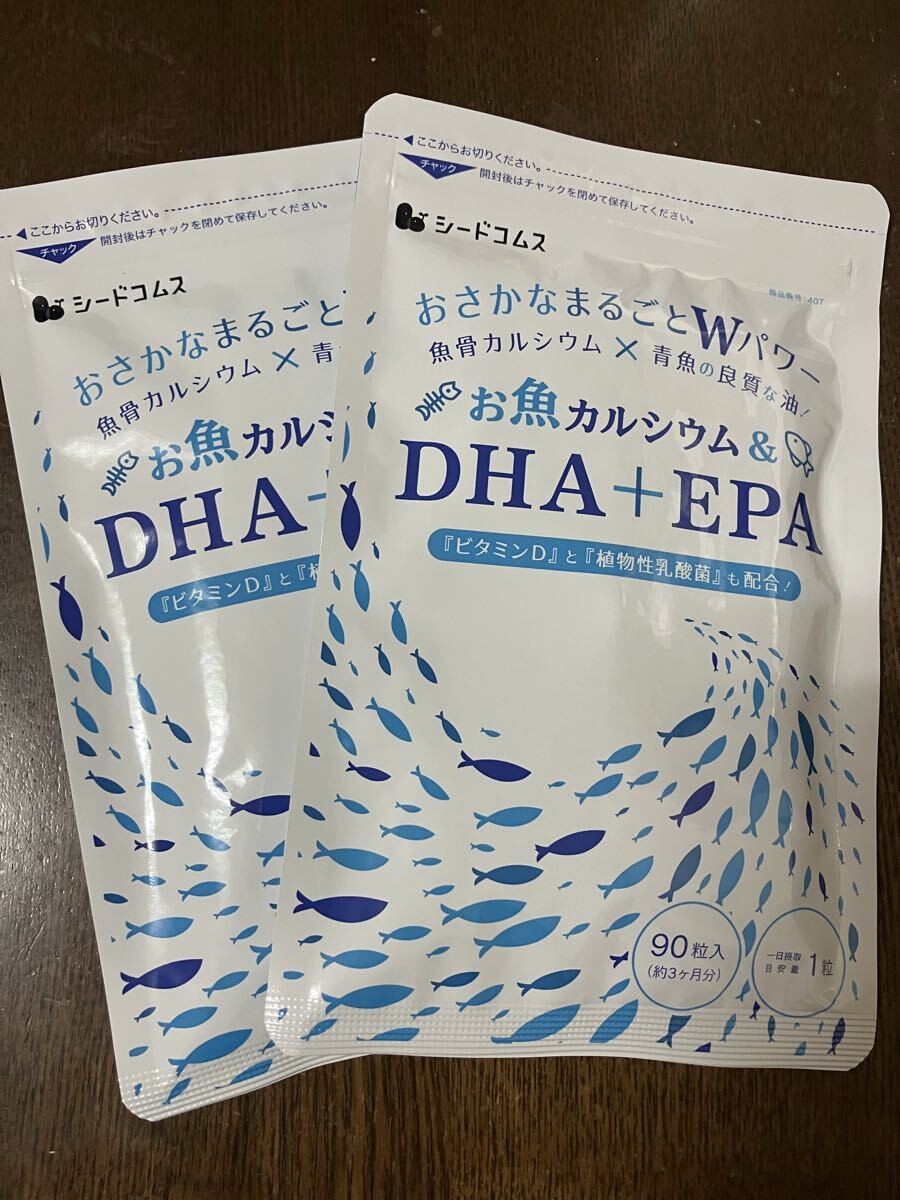 ここからお切りください。
チャック 開封後はチャックを閉めて保存してください。
シードコムス
おさかなまるごと
魚骨カルシウム×青
お魚カルシ
DHA+
『ビタミンD』と『植
ここからお切りください。
チャック 開封後はチャックを閉めて保存してください。
シードコムス
商品番号:407
おさかなまるごとWパワー
魚骨カルシウム×青魚の良質な油!
お魚カルシウム&
DHA+EPA
『ビタミンD』と『植物性乳酸菌』も配合!
90粒入
(約3ヶ月分)
一日摂取
目安量 1粒